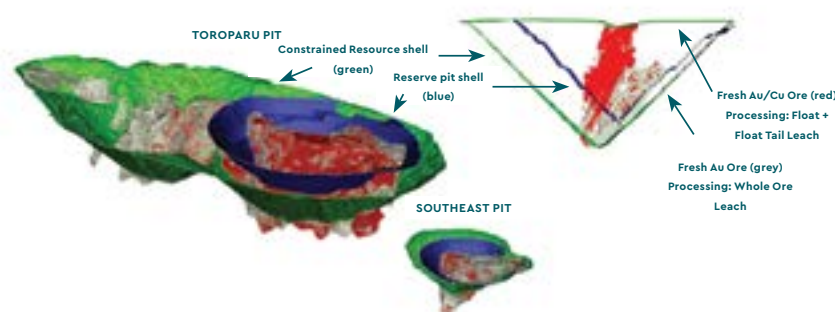 TOROPARU PIT
Constrained Resource shell
(green)
Reserve pit shell
(blue)
Fresh Au/Cu Ore (red)
Processing: Float +
Float Tail Leach
Fresh Au Ore (grey)
Processing: Whole Ore
Leach
SOUTHEAST PIT